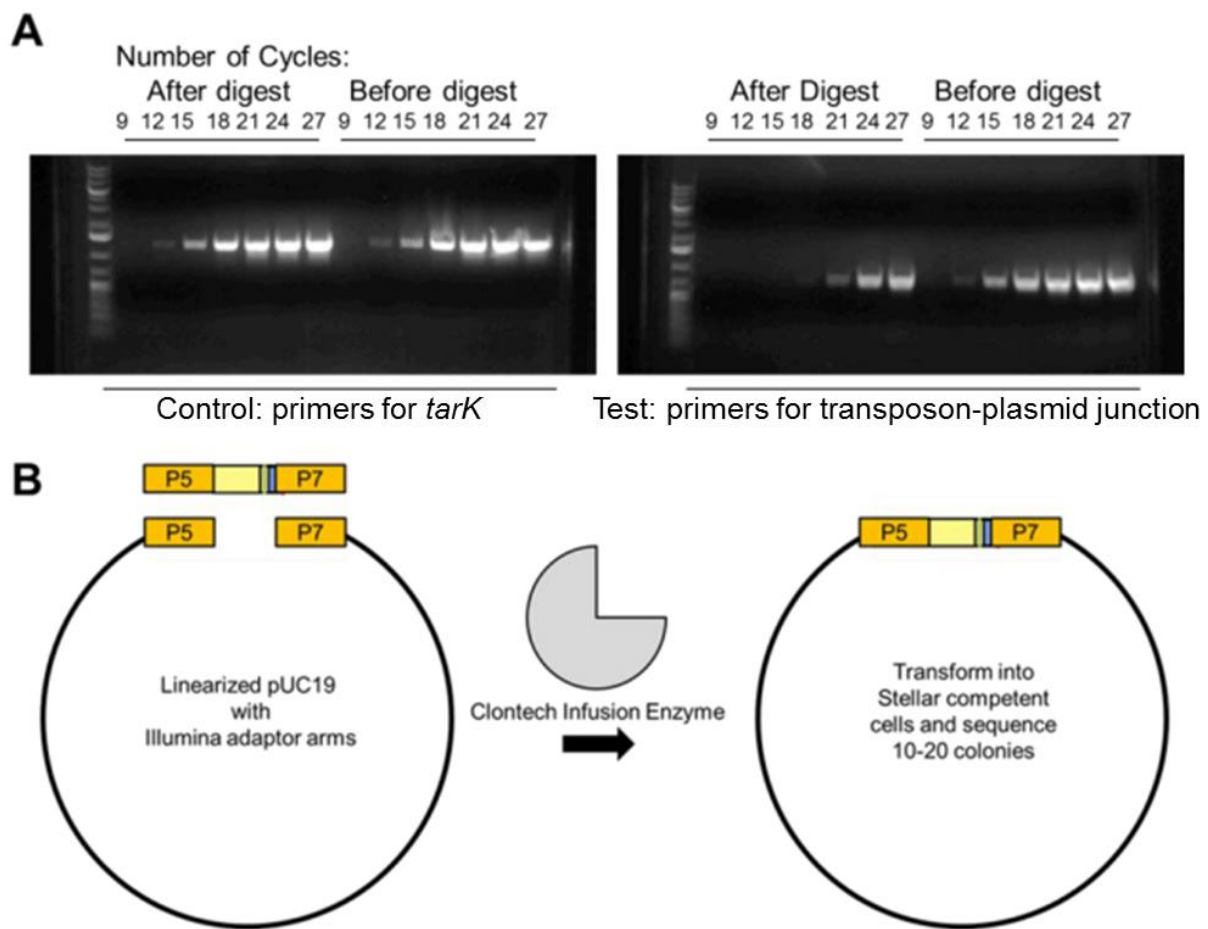 A
Number of Cycles:
After digest Before digest
9 12 15 18 21 24 27 9 12 15 18 21 24 27
After Digest Before digest
9 12 15 18 21 24 27 9 12 15 18 21 24 27
Control: primers for tarK
Test: primers for transposon-plasmid junction
B
P5 P7
P5 P7
Linearized pUC19
with
Illumina adaptor arms
Clontech Infusion Enzyme
P5 P7
Transform into
Stellar competent
cells and sequence
10-20 colonies